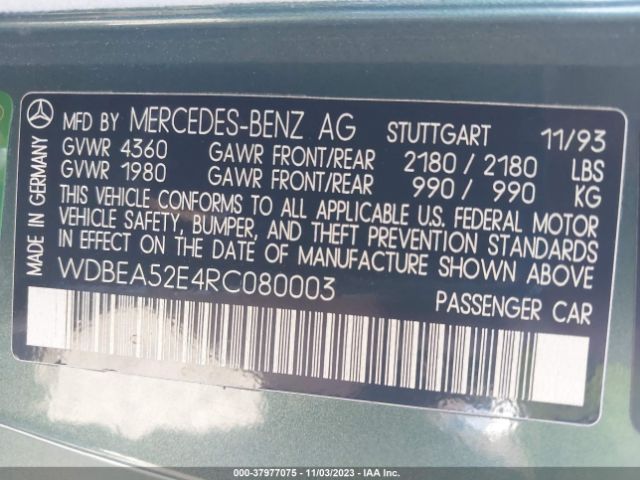 MFD BY MERCEDES-BENZ AG STUTTGART 11/93
GVWR 4360 GAWR FRONT/REAR 2180 / 2180 LBS
GVWR 1980 GAWR FRONT/REAR 990 / 990 KG
THIS VEHICLE CONFORMS TO ALL APPLICABLE U.S. FEDERAL MOTOR
VEHICLE SAFETY, BUMPER, AND THEFT PREVENTION STANDARDS
IN EFFECT ON THE DATE OF MANUFACTURE SHOWN ABOVE
WDBEA52E4RC080003 PASSENGER CAR
MADE IN GERMANY
000-37977075 - 11/03/2023 - IAA Inc.